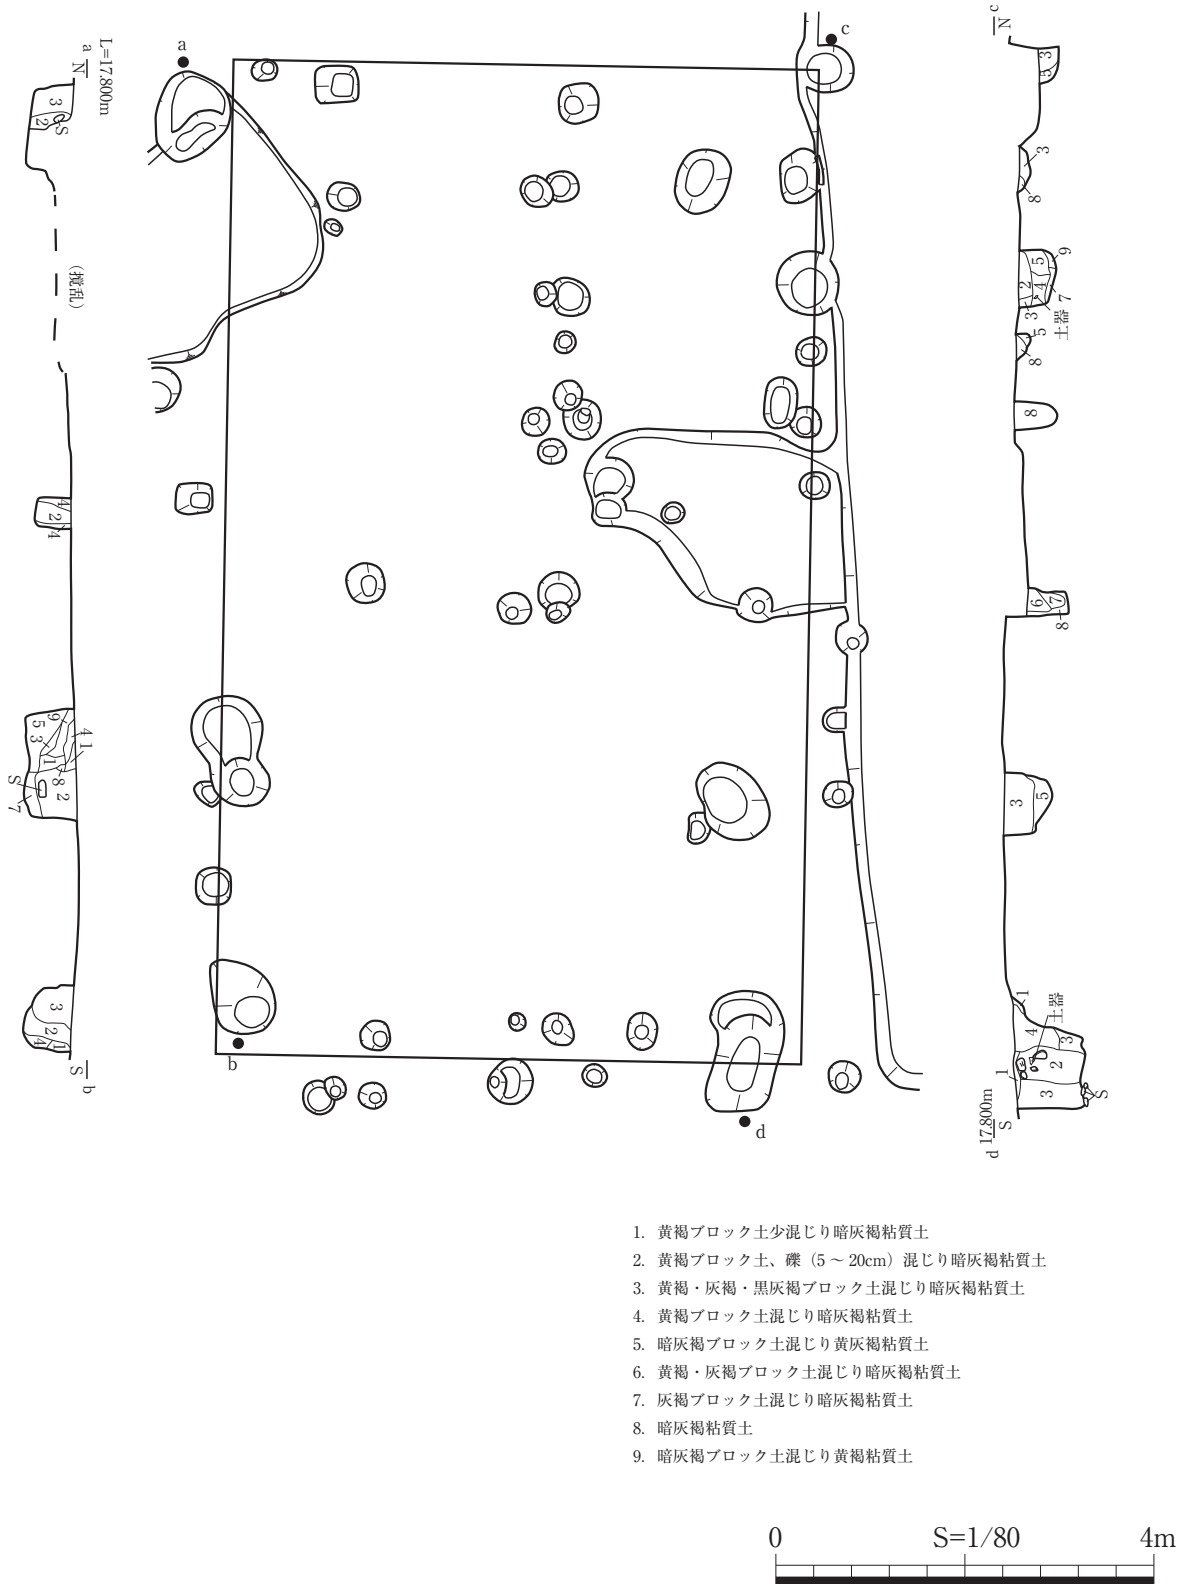 L=17.800m
a
N
3
2
S
(攪乱)
4
2
4
9
5
3
4
1
1
8
2
S
7
3
2
4
1
S
b
a
b
c
d
c
N
3
5
3
8
9
5
2
4
7
3
土器
5
8
8
6
7
8
3
5
1
土器
4
3
2
1
3
S
17.800m
d
S
1. 黄褐ブロック土少混じり暗灰褐粘質土
2. 黄褐ブロック土、礫（5～20cm）混じり暗灰褐粘質土
3. 黄褐・灰褐・黒灰褐ブロック土混じり暗灰褐粘質土
4. 黄褐ブロック土混じり暗灰褐粘質土
5. 暗灰褐ブロック土混じり黄灰褐粘質土
6. 黄褐・灰褐ブロック土混じり暗灰褐粘質土
7. 灰褐ブロック土混じり暗灰褐粘質土
8. 暗灰褐粘質土
9. 暗灰褐ブロック土混じり黄褐粘質土
0 S=1/80 4m